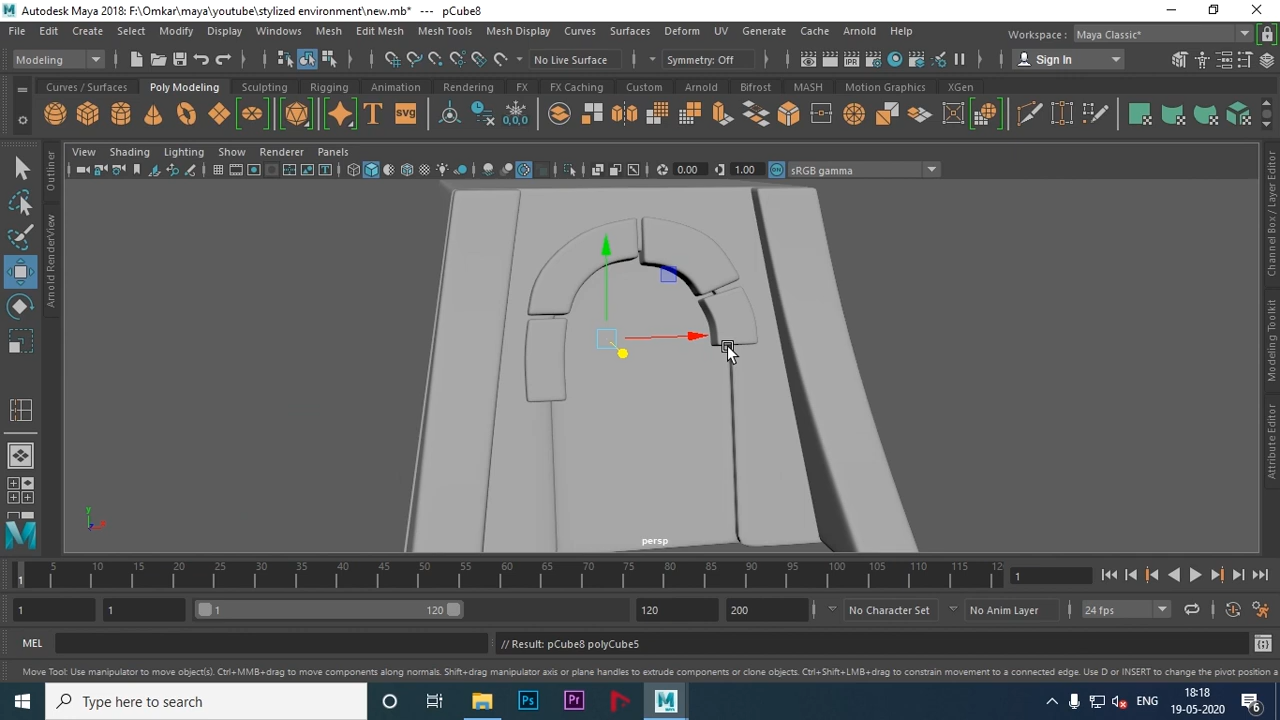 Autodesk Maya 2018: F:\Omkar\maya\youtube\stylized environment\new.mb* --- pCube8
File Edit Create Select Modify Display Windows Mesh Edit Mesh Mesh Tools Mesh Display Curves Surfaces Deform UV Generate Cache Arnold Help Workspace : Maya Classic*
Modeling No Live Surface Symmetry: Off Sign In
Curves / Surfaces Poly Modeling Sculpting Rigging Animation Rendering FX FX Caching Custom Arnold Bifrost MASH Motion Graphics XGen
SVG 0,0,0
View Shading Lighting Show Renderer Panels
0.00 1.00 ON sRGB gamma
Outliner
Arnold RenderView
Channel Box / Layer Editor
Modeling Toolkit
Attribute Editor
y
persp
5 10 15 20 25 30 35 40 45 50 55 60 65 70 75 80 85 90 95 100 105 110 115 12
1 1
1 1 1 120 120 200 No Character Set No Anim Layer 24 fps
MEL // Result: pCube8 polyCube5
Move Tool: Use manipulator to move object(s). Ctrl+MMB+drag to move components along normals. Shift+drag manipulator axis or plane handles to extrude components or clone objects. Ctrl+Shift+LMB+drag to constrain movement to a connected edge. Use D or INSERT to change the pivot position a
Type here to search Ps Pr M ENG 18:18 19-05-2020 6